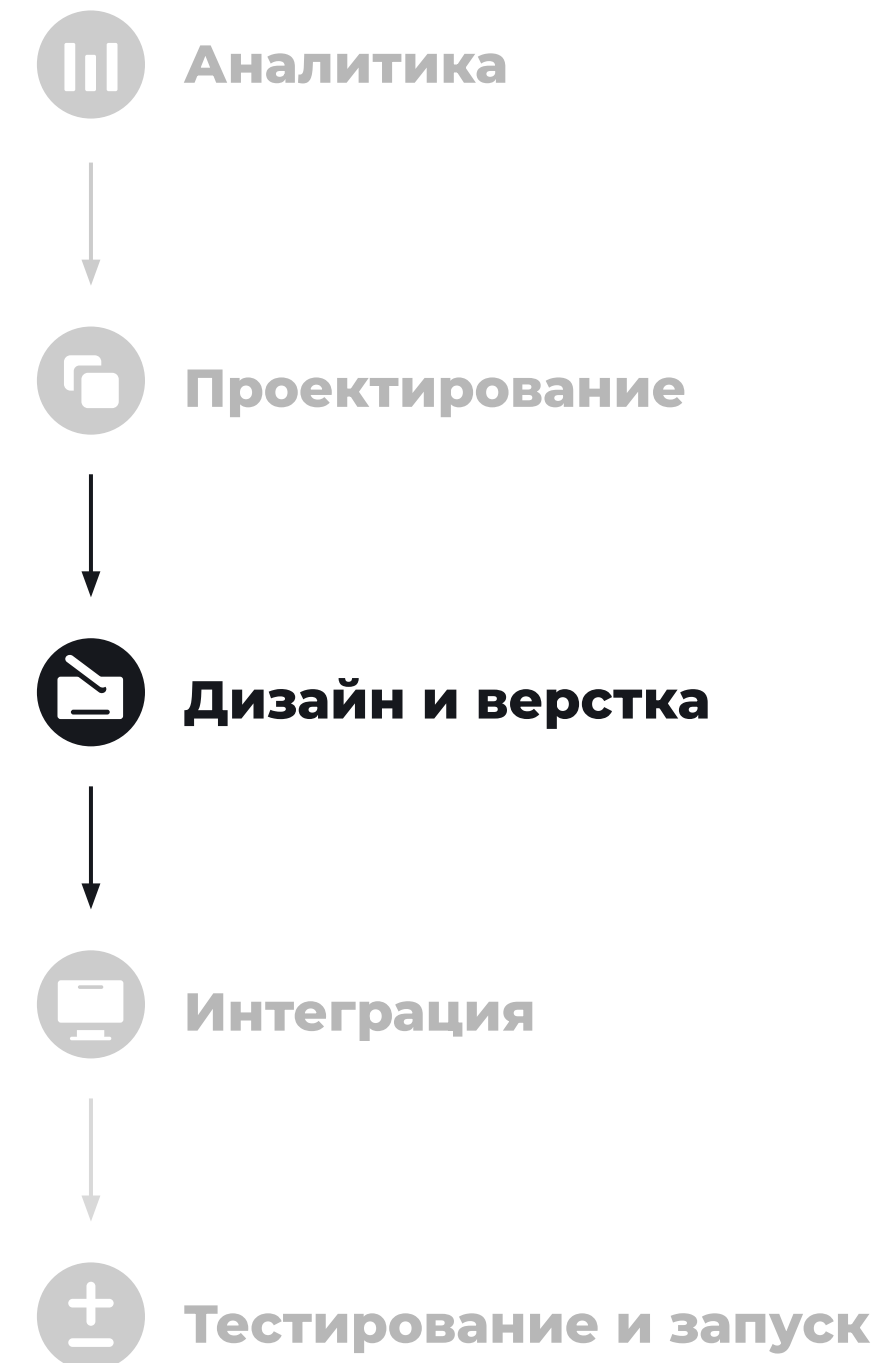 Аналитика
Проектирование
Дизайн и верстка
Интеграция
Тестирование и запуск